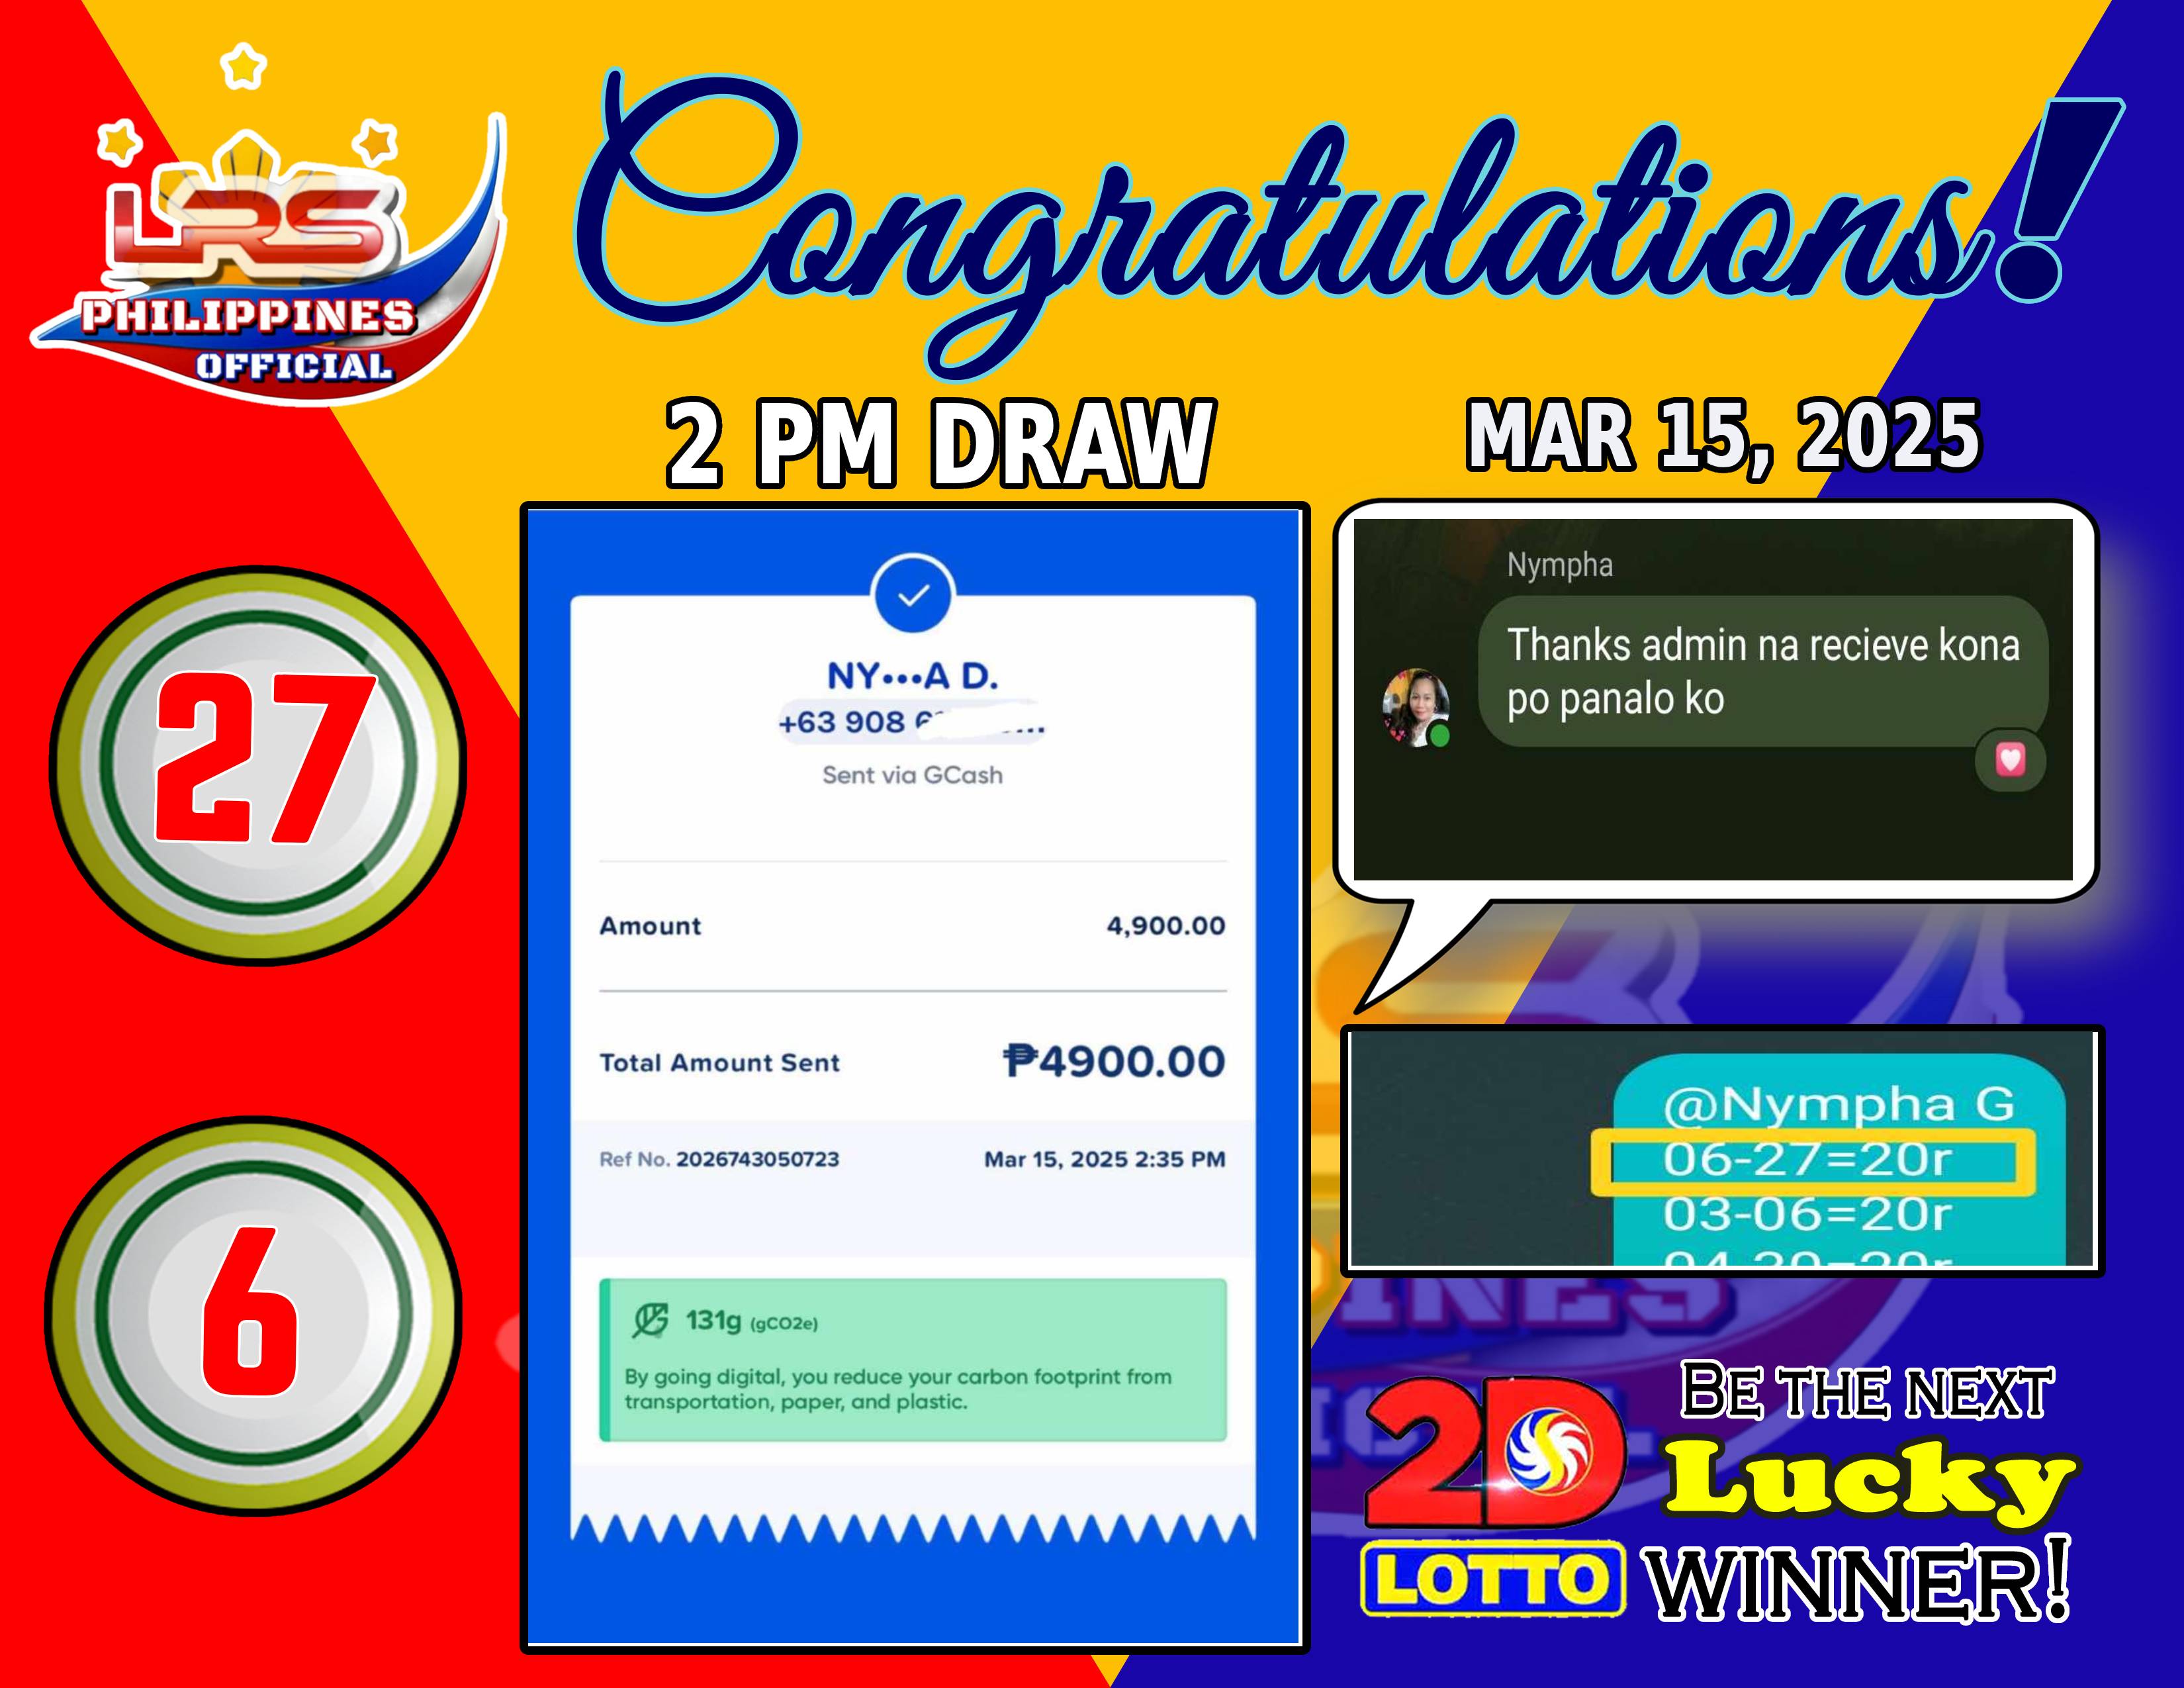 LRS
PHILIPPINES
OFFICIAL
Congratulations!
2 PM DRAW
MAR 15, 2025
27
6
NY•••A D.
+63 908
Sent via GCash
Amount 4,900.00
Total Amount Sent ₱4900.00
Ref No. 2026743050723 Mar 15, 2025 2:35 PM
131g (gCO2e)
By going digital, you reduce your carbon footprint from
transportation, paper, and plastic.
Nympha
Thanks admin na recieve kona
po panalo ko
@Nympha G
06-27=20r
03-06=20r
2D
LOTTO
BE THE NEXT
Lucky
WINNER!